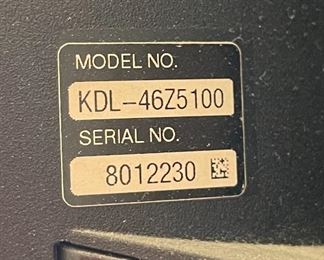 MODEL NO.
KDL-46Z5100
SERIAL NO.
8012230